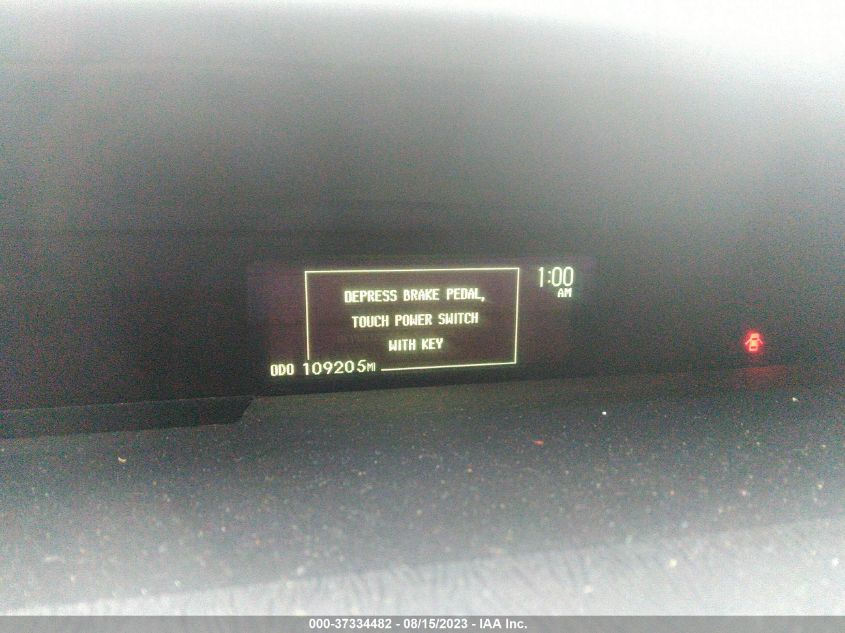 1:00
AM
DEPRESS BRAKE PEDAL,
TOUCH POWER SWITCH
WITH KEY
ODO 109205MI
000-37334482 - 08/15/2023 - IAA Inc.